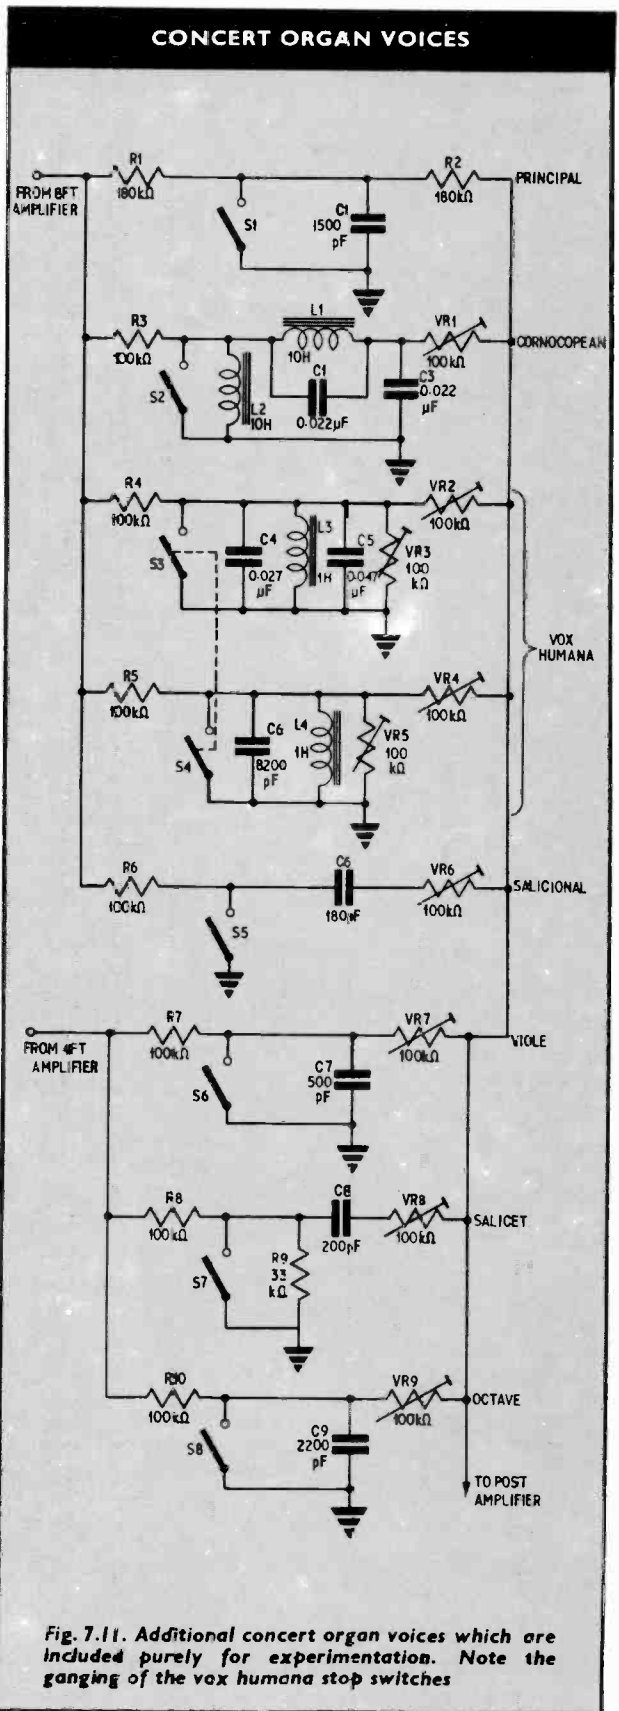 CONCERT ORGAN VOICES
R1
180kΩ
R2
180kΩ
PRINCIPAL
FROM 8FT
AMPLIFIER
S1
C1
1500
pF
R3
100kΩ
L1
10H
VR1
100kΩ
CORNOCOPEAN
S2
L2
10H
C1
0.022µF
C3
0.022
µF
R4
100kΩ
VR2
100kΩ
S3
C4
0.027
µF
L3
1H
C5
0.047
µF
VR3
100
kΩ
VOX
HUMANA
R5
100kΩ
VR4
100kΩ
S4
C6
8200
pF
L4
1H
VR5
100
kΩ
R6
100kΩ
C6
180pF
VR6
100kΩ
SALICIONAL
S5
R7
100kΩ
VR7
100kΩ
VIOLE
FROM 4FT
AMPLIFIER
S6
C7
500
pF
R8
100kΩ
C8
200pF
VR8
100kΩ
SALICET
S7
R9
33
kΩ
R10
100kΩ
VR9
100kΩ
OCTAVE
S8
C9
2200
pF
TO POST
AMPLIFIER
Fig. 7.11. Additional concert organ voices which are
included purely for experimentation. Note the
ganging of the vox humana stop switches